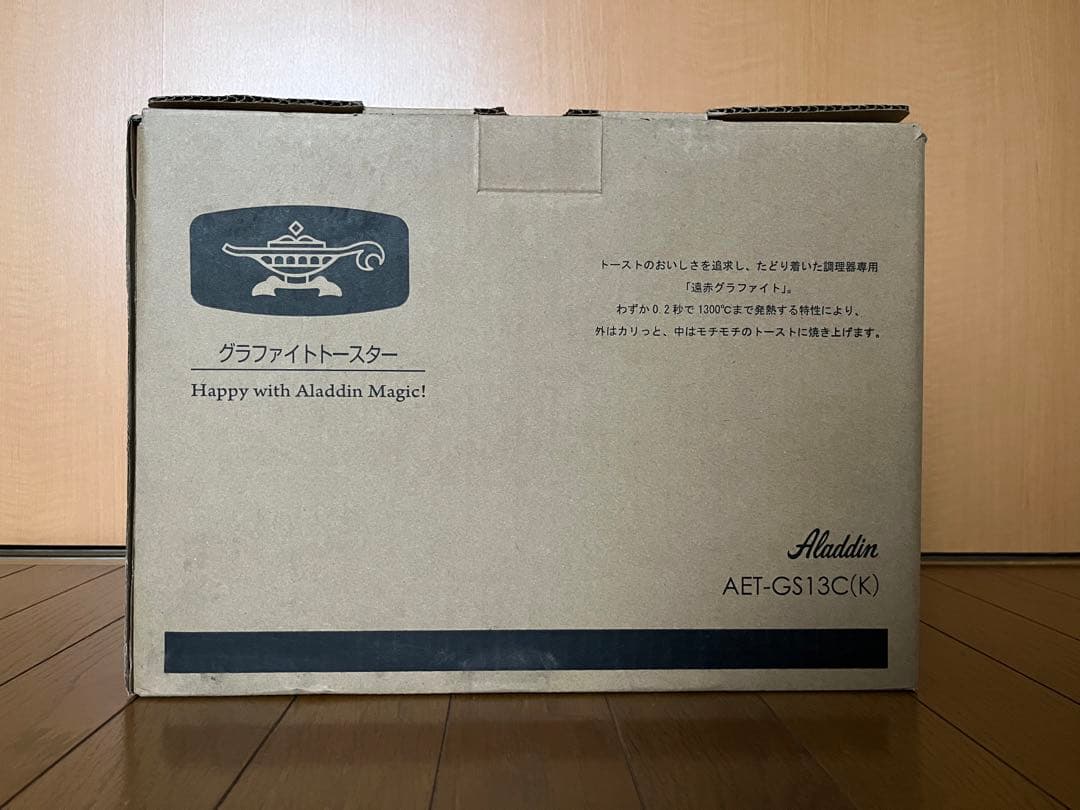 グラファイトトースター
Happy with Aladdin Magic!
トーストのおいしさを追求し、たどり着いた調理器専用
「遠赤グラファイト」。
わずか0.2秒で1300℃まで発熱する特性により、
外はカリっと、中はモチモチのトーストに焼き上げます。
Aladdin
AET-GS13C(K)